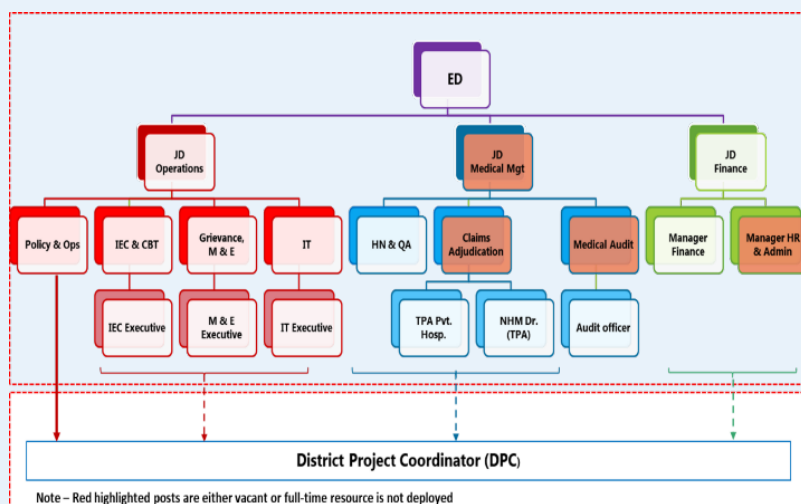 ED
JD
Operations
JD
Medical Mgt
JD
Finance
Policy & Ops
IEC & CBT
Grievance,
M & E
IT
HN & QA
Claims
Adjudication
Medical Audit
Manager
Finance
Manager HR
& Admin
IEC Executive
M & E
Executive
IT Executive
TPA Pvt.
Hosp.
NHM Dr.
(TPA)
Audit officer
District Project Coordinator (DPC)
Note – Red highlighted posts are either vacant or full-time resource is not deployed